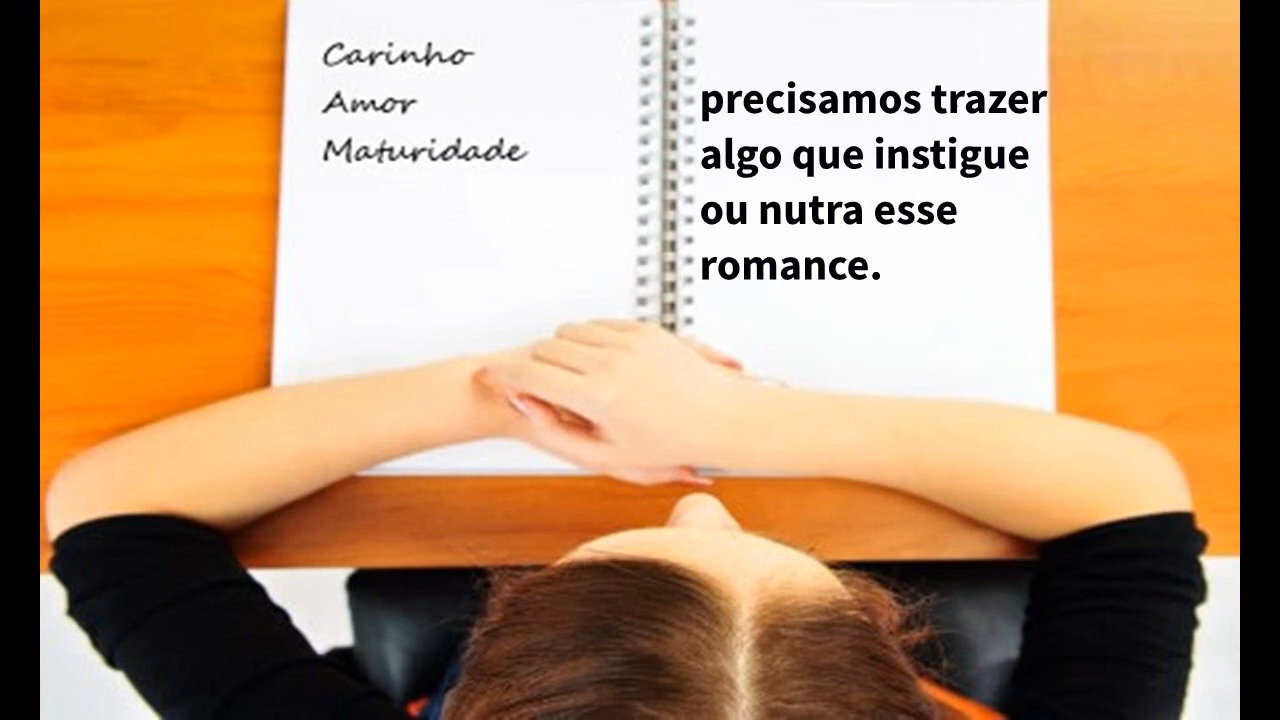 Carinho
Amor
Maturidade
precisamos trazer
algo que instigue
ou nutra esse
romance.